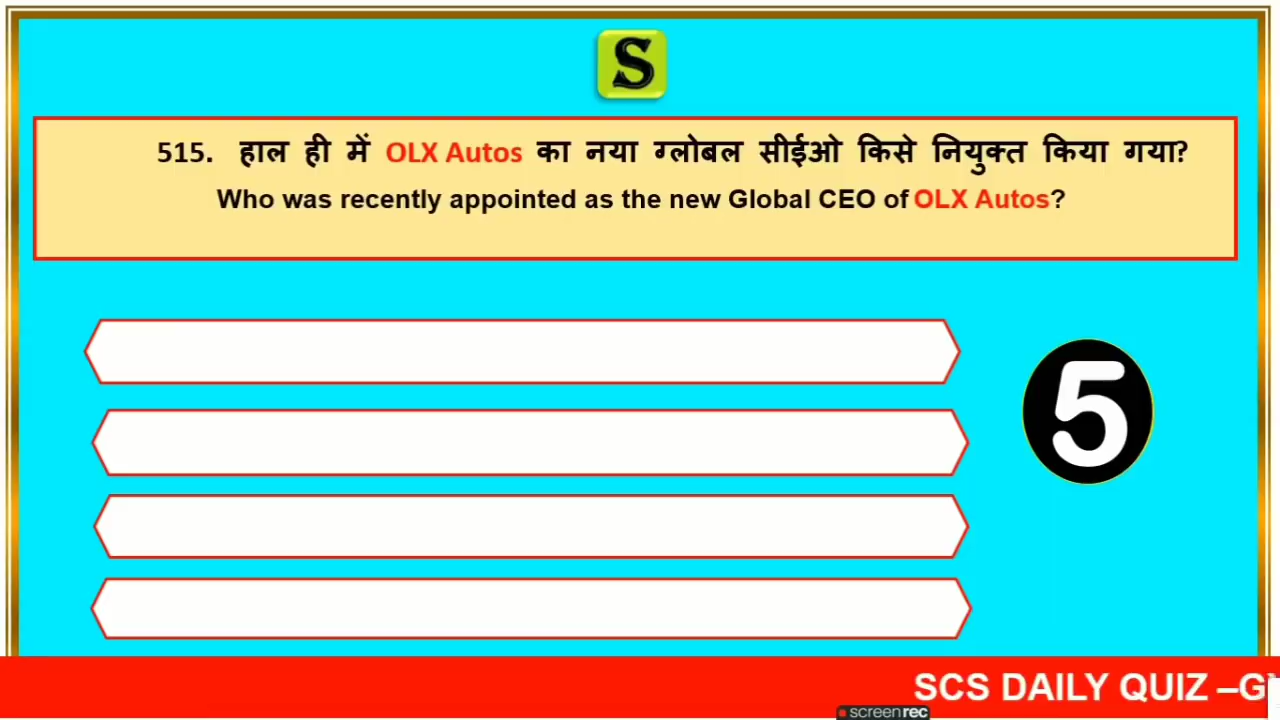 S
515. हाल ही में OLX Autos का नया ग्लोबल सीईओ किसे नियुक्त किया गया?
Who was recently appointed as the new Global CEO of OLX Autos?
5
SCS DAILY QUIZ –G
screenrec